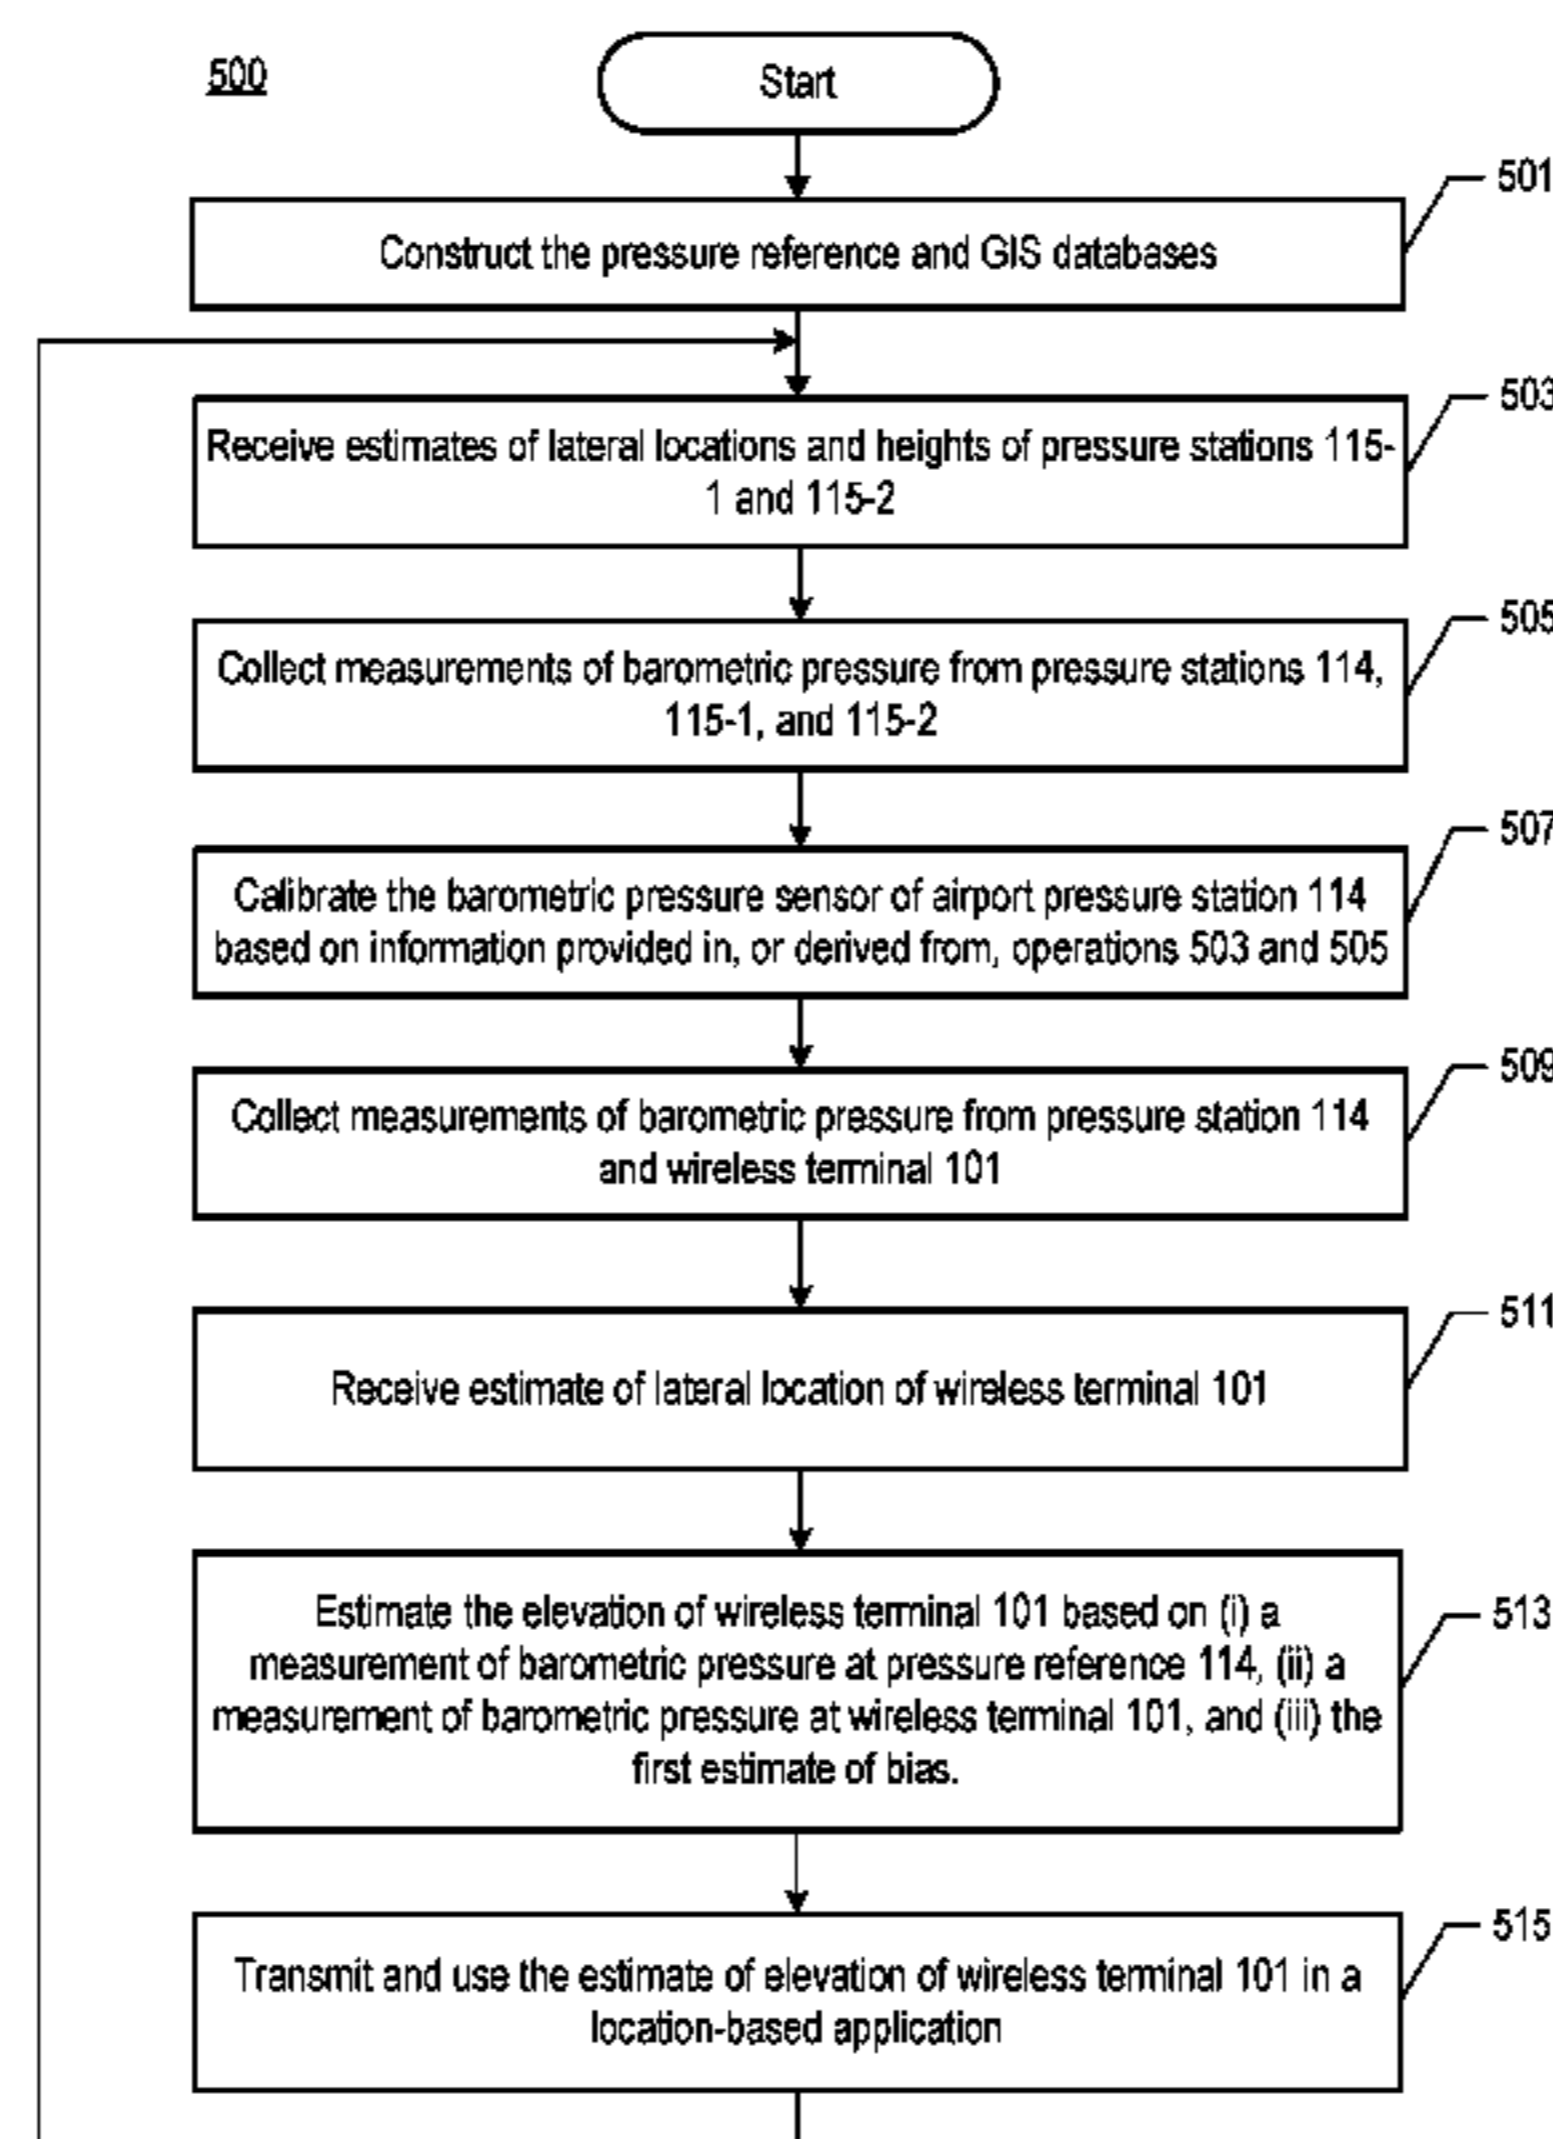 500
Start
501
Construct the pressure reference and GIS databases
503
Receive estimates of lateral locations and heights of pressure stations 115-
1 and 115-2
505
Collect measurements of barometric pressure from pressure stations 114,
115-1, and 115-2
507
Calibrate the barometric pressure sensor of airport pressure station 114
based on information provided in, or derived from, operations 503 and 505
509
Collect measurements of barometric pressure from pressure station 114
and wireless terminal 101
511
Receive estimate of lateral location of wireless terminal 101
513
Estimate the elevation of wireless terminal 101 based on (i) a
measurement of barometric pressure at pressure reference 114, (ii) a
measurement of barometric pressure at wireless terminal 101, and (iii) the
first estimate of bias.
515
Transmit and use the estimate of elevation of wireless terminal 101 in a
location-based application